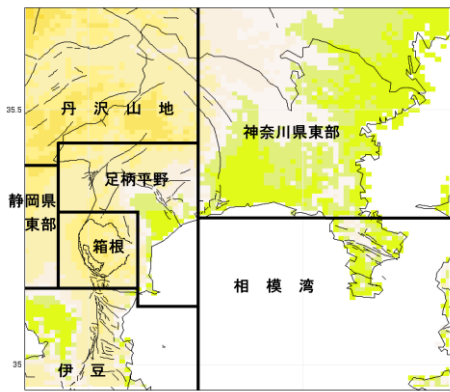 35.5
丹 沢 山 地
神奈川県東部
足柄平野
静岡県
東部
箱根
相 模 湾
伊 豆
35